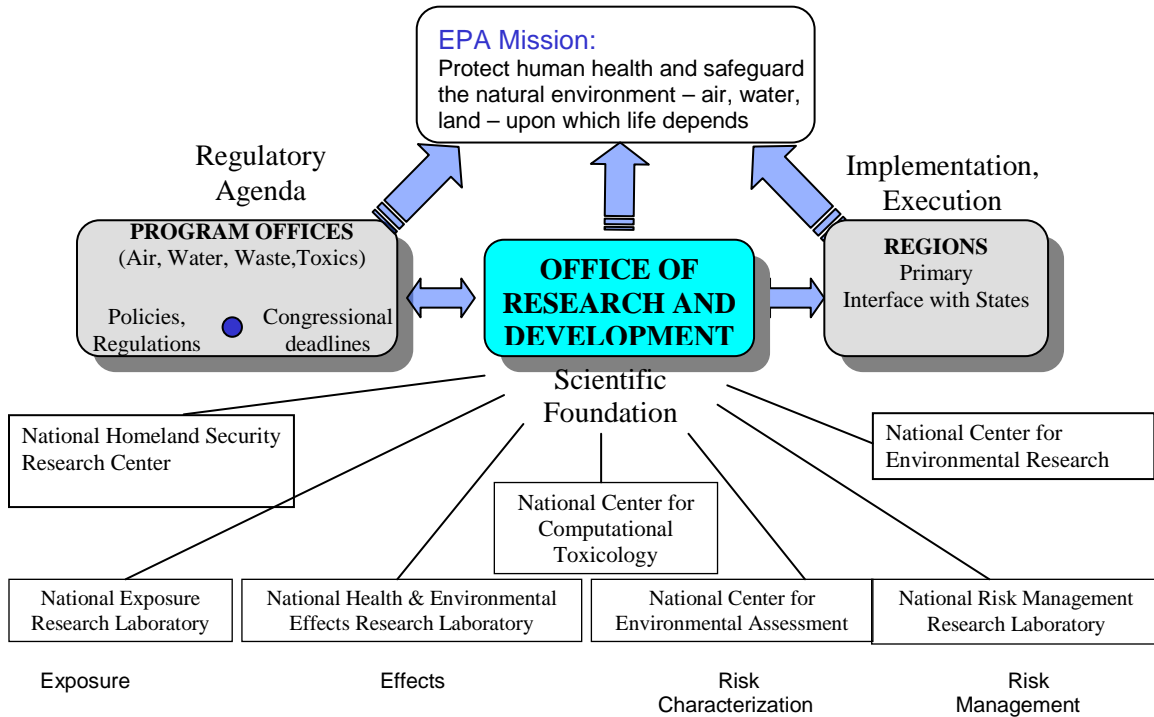 EPA Mission:
Protect human health and safeguard
the natural environment – air, water,
land – upon which life depends
Regulatory
Agenda
Implementation,
Execution
PROGRAM OFFICES
(Air, Water, Waste,Toxics)
Policies,
Regulations
Congressional
deadlines
OFFICE OF
RESEARCH AND
DEVELOPMENT
REGIONS
Primary
Interface with States
Scientific
Foundation
National Homeland Security
Research Center
National Center for
Environmental Research
National Center for
Computational
Toxicology
National Exposure
Research Laboratory
National Health & Environmental
Effects Research Laboratory
National Center for
Environmental Assessment
National Risk Management
Research Laboratory
Exposure
Effects
Risk
Characterization
Risk
Management